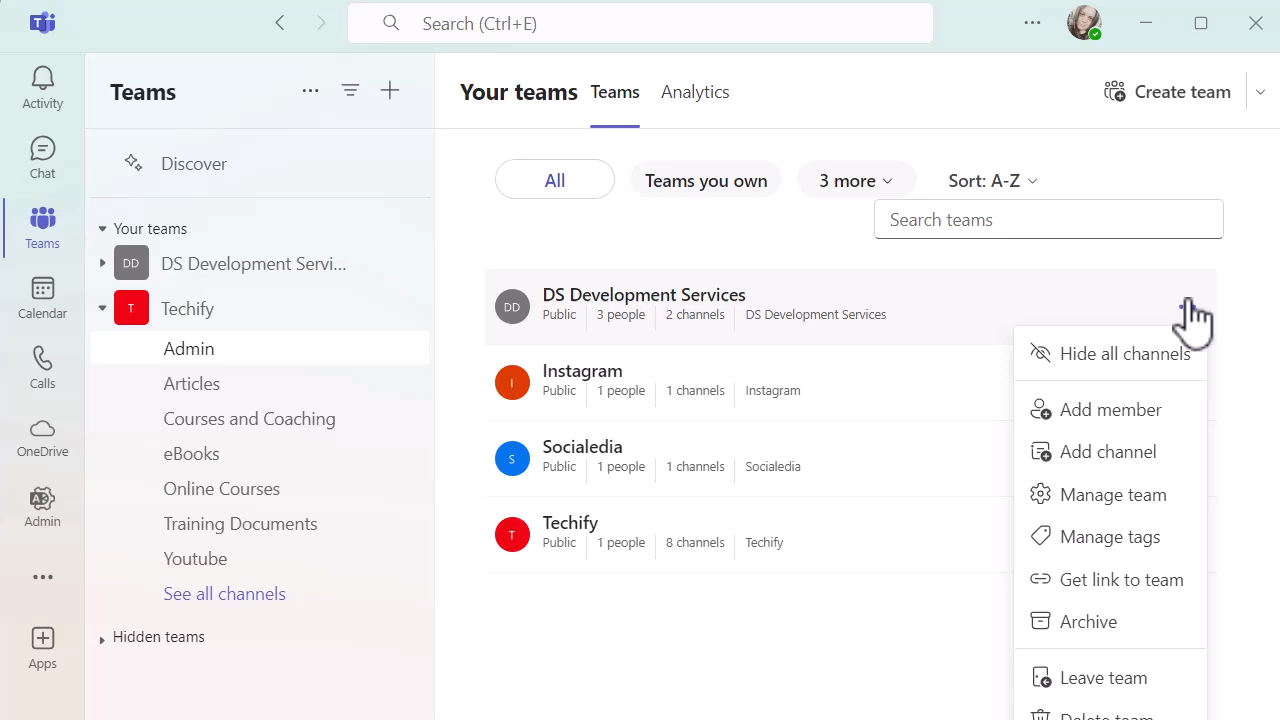 Search (Ctrl+E)
Activity
Chat
Teams
Calendar
Calls
OneDrive
Admin
Apps
Teams
Discover
Your teams
DD DS Development Servi...
T Techify
Admin
Articles
Courses and Coaching
eBooks
Online Courses
Training Documents
Youtube
See all channels
Hidden teams
Your teams Teams Analytics Create team
All Teams you own 3 more Sort: A-Z
Search teams
DD DS Development Services
Public 3 people 2 channels DS Development Services
I Instagram
Public 1 people 1 channels Instagram
S Socialedia
Public 1 people 1 channels Socialedia
T Techify
Public 1 people 8 channels Techify
Hide all channels
Add member
Add channel
Manage team
Manage tags
Get link to team
Archive
Leave team
Delete team